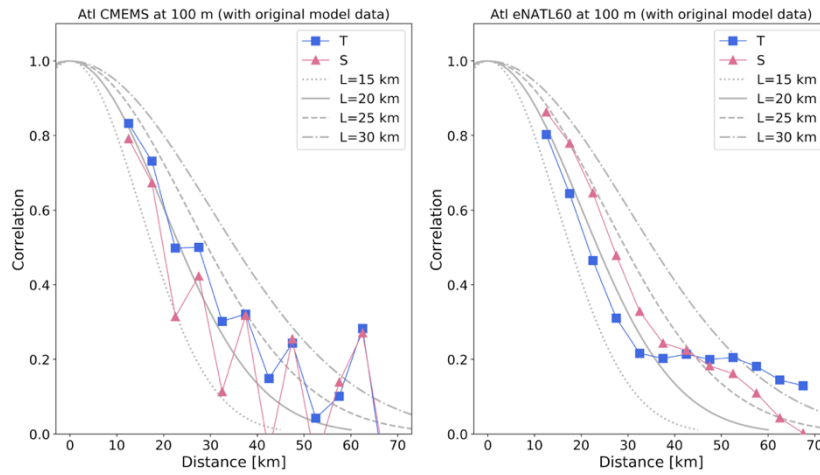 Atl CMEMS at 100 m (with original model data)
T
S
L=15 km
L=20 km
L=25 km
L=30 km
1.0
0.8
0.6
0.4
0.2
0.0
Correlation
0 10 20 30 40 50 60 70
Distance [km]
Atl eNATL60 at 100 m (with original model data)
T
S
L=15 km
L=20 km
L=25 km
L=30 km
1.0
0.8
0.6
0.4
0.2
0.0
Correlation
0 10 20 30 40 50 60 70
Distance [km]